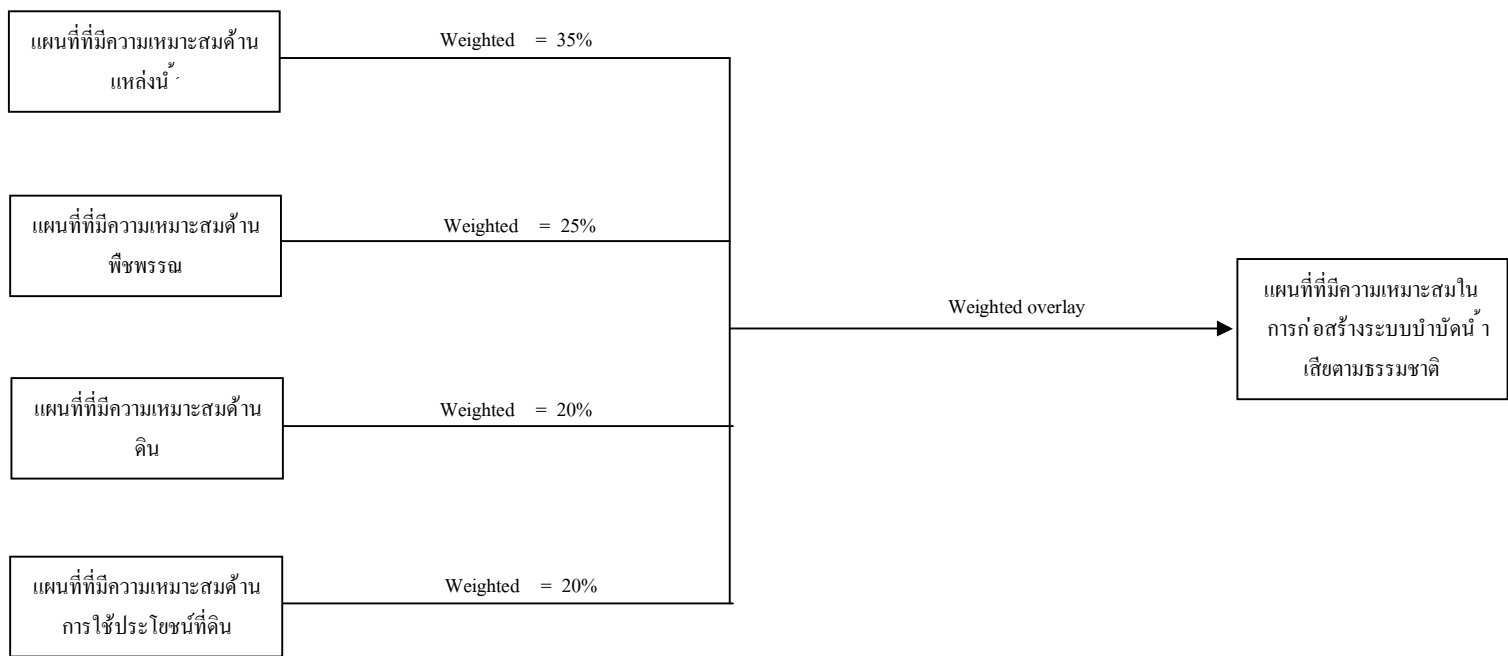 แผนที่ที่มีความเหมาะสมด้าน
แหล่งน้ำ
Weighted = 35%
แผนที่ที่มีความเหมาะสมด้าน
พืชพรรณ
Weighted = 25%
แผนที่ที่มีความเหมาะสมด้าน
ดิน
Weighted = 20%
แผนที่ที่มีความเหมาะสมด้าน
การใช้ประโยชน์ที่ดิน
Weighted = 20%
Weighted overlay
แผนที่ที่มีความเหมาะสมใน
การก่อสร้างระบบบำบัดน้ำ
เสียตามธรรมชาติ